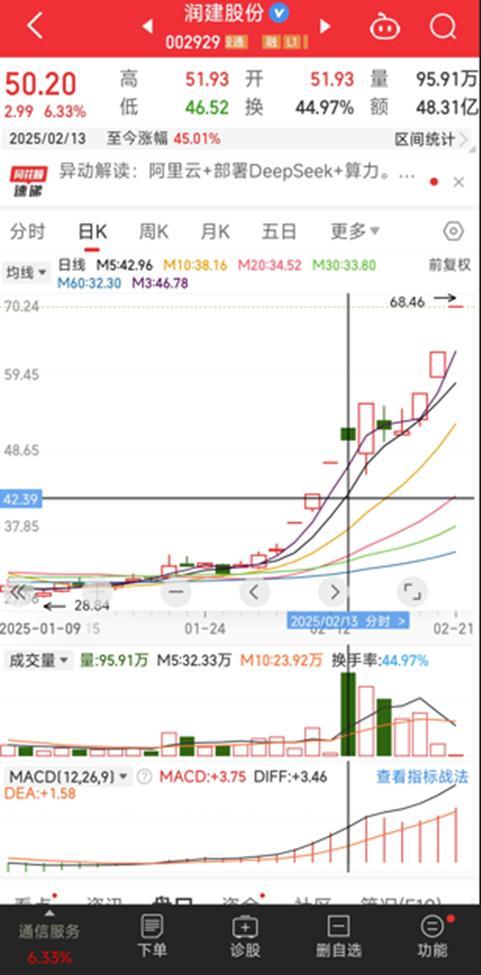 润建股份
002929 融 L1
50.20
2.99 6.33%
高 51.93 开 51.93 量 95.91万
低 46.52 换 44.97% 额 48.31亿
2025/02/13 至今涨幅 45.01% 区间统计
同花顺
速递
异动解读：阿里云+部署DeepSeek+算力。...
分时 日K 周K 月K 五日 更多
均线 日线 M5:42.96 M10:38.16 M20:34.52 M30:33.80
M60:32.30 M3:46.78
前复权
70.24
68.46
59.45
48.65
42.39
37.85
28.84
2025/02/13 分时 >
2025-01-09 15 01-24 02-12 02-21
成交量 量:95.91万 M5:32.33万 M10:23.92万 换手率:44.97%
MACD(12,26,9) MACD:+3.75 DIFF:+3.46 查看指标战法
DEA:+1.58
通信服务
6.33%
下单
诊股
删自选
功能